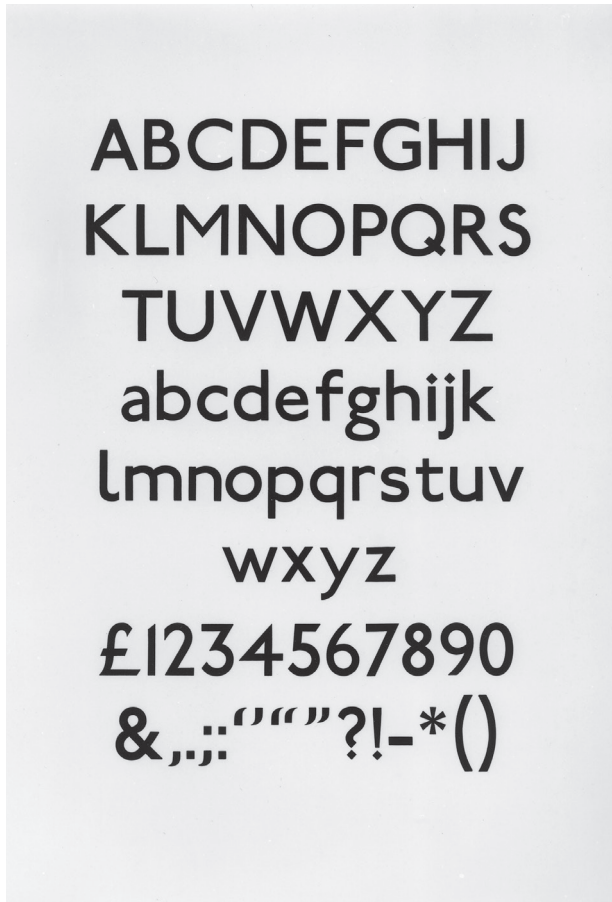 ABCDEFGHIJ
KLMNOPQRS
TUVWXYZ
abcdefghijk
lmnopqrstuv
wxyz
£1234567890
&,.;:‘’“”?!-*()